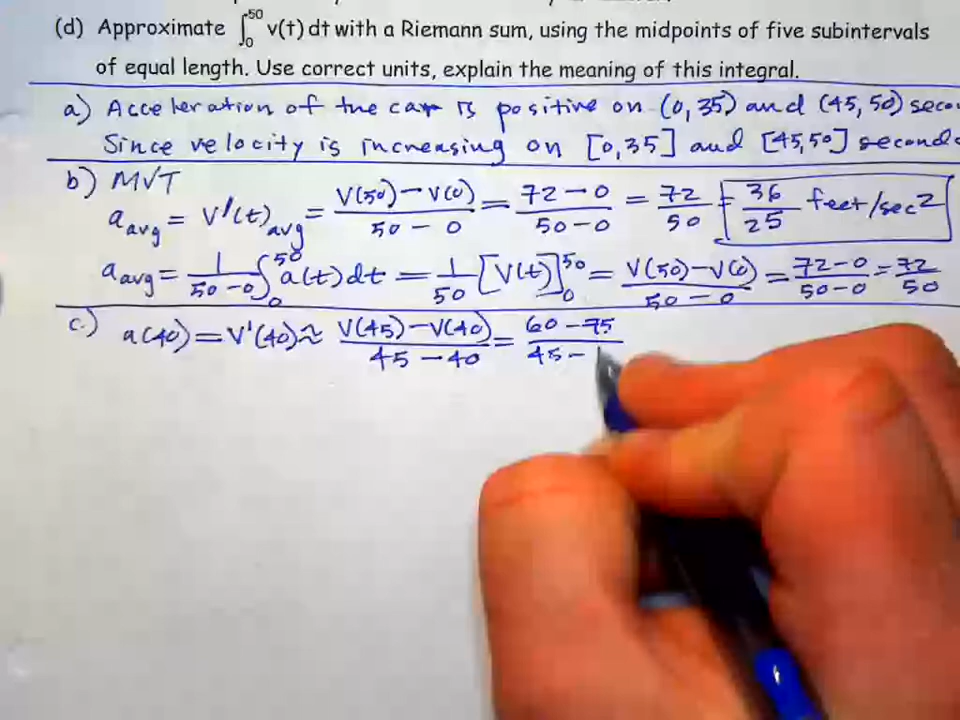 (d) Approximate ∫₀⁵⁰ v(t) dt with a Riemann sum, using the midpoints of five subintervals
of equal length. Use correct units, explain the meaning of this integral.
a) Acceleration of the car is positive on (0,35) and (45,50) seco
Since velocity is increasing on [0,35] and [45,50] seconds
b) MVT
a_avg = V'(t)_avg = (V(50)-V(0))/(50-0) = (72-0)/(50-0) = 72/50 = 36/25 feet/sec²
a_avg = 1/(50-0) ∫₀⁵⁰ a(t)dt = 1/50 [V(t)]₀⁵⁰ = (V(50)-V(0))/(50-0) = (72-0)/(50-0) = 72/50
c.) a(40) = V'(40) ≈ (V(45)-V(40))/(45-40) = (60-75)/(45-